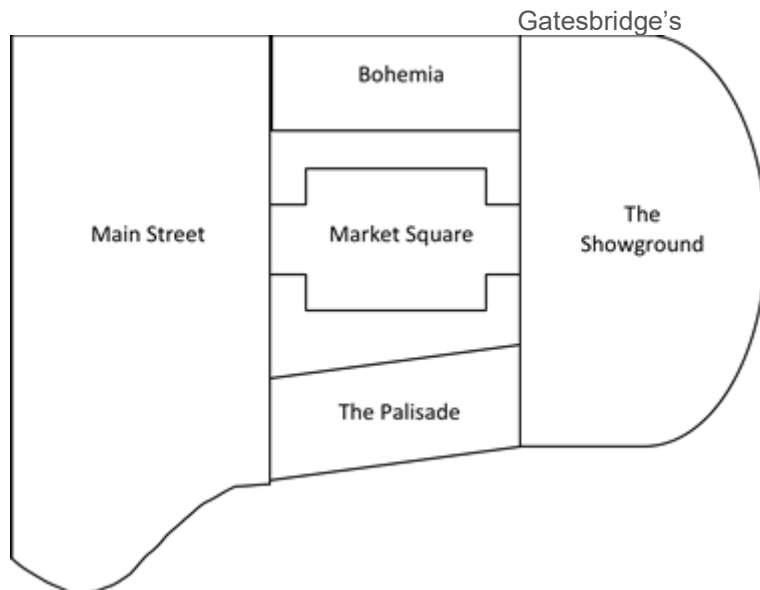 Gatesbridge’s
Bohemia
Main Street
Market Square
The
Showground
The Palisade